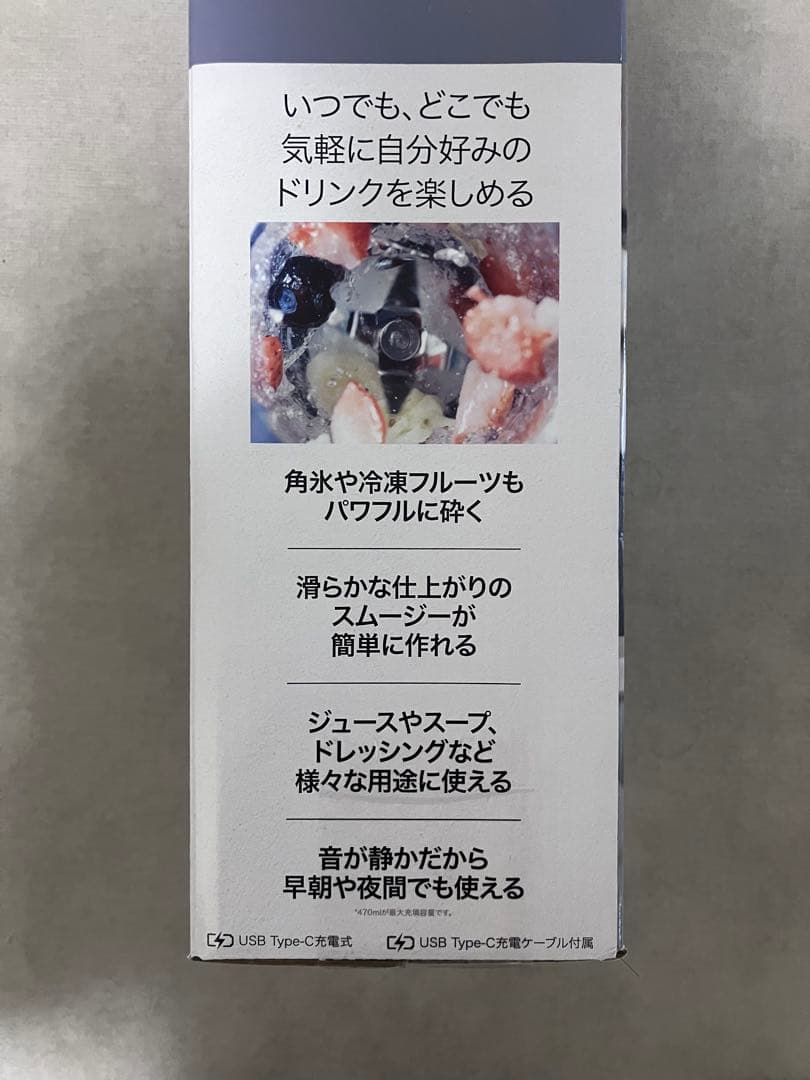 いつでも、どこでも
気軽に自分好みの
ドリンクを楽しめる
角氷や冷凍フルーツも
パワフルに砕く
滑らかな仕上がりの
スムージーが
簡単に作れる
ジュースやスープ、
ドレッシングなど
様々な用途に使える
音が静かだから
早朝や夜間でも使える
*470mlが最大充填容量です。
USB Type-C充電式
USB Type-C充電ケーブル付属